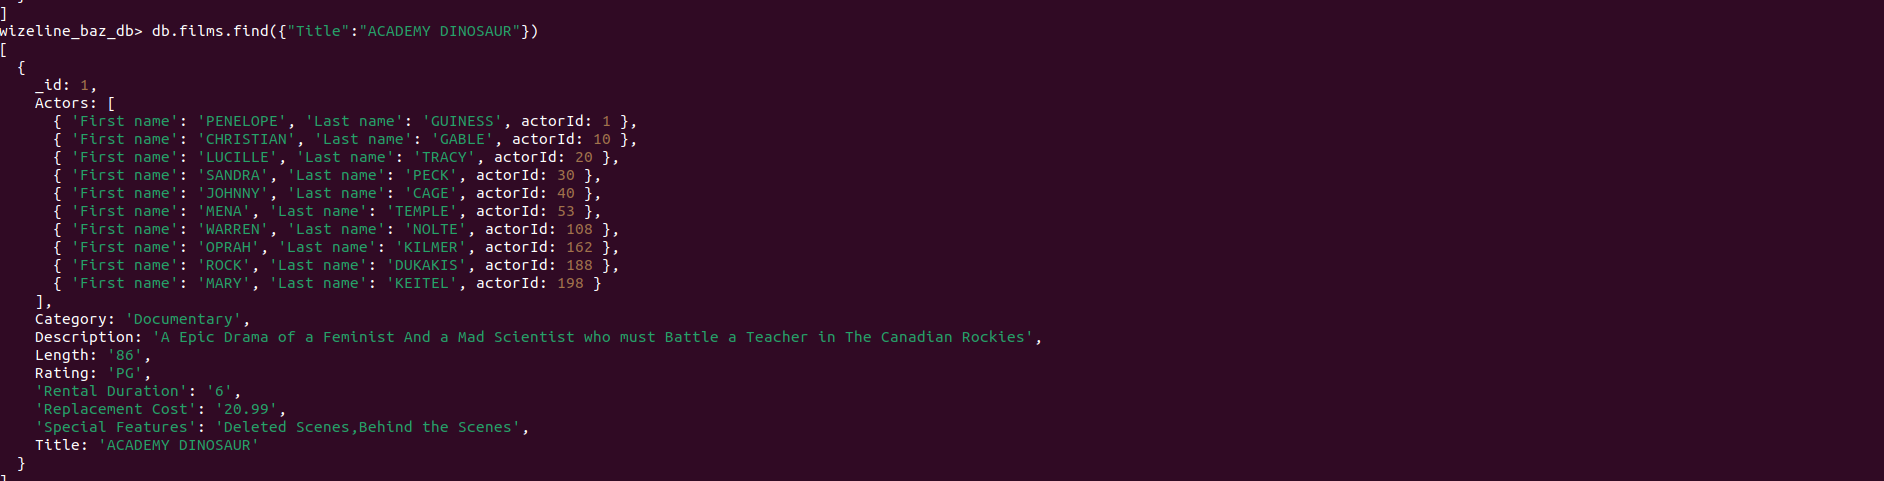 ]
wizeline_baz_db> db.films.find({"Title":"ACADEMY DINOSAUR"})
[
  {
    _id: 1,
    Actors: [
      { 'First name': 'PENELOPE', 'Last name': 'GUINESS', actorId: 1 },
      { 'First name': 'CHRISTIAN', 'Last name': 'GABLE', actorId: 10 },
      { 'First name': 'LUCILLE', 'Last name': 'TRACY', actorId: 20 },
      { 'First name': 'SANDRA', 'Last name': 'PECK', actorId: 30 },
      { 'First name': 'JOHNNY', 'Last name': 'CAGE', actorId: 40 },
      { 'First name': 'MENA', 'Last name': 'TEMPLE', actorId: 53 },
      { 'First name': 'WARREN', 'Last name': 'NOLTE', actorId: 108 },
      { 'First name': 'OPRAH', 'Last name': 'KILMER', actorId: 162 },
      { 'First name': 'ROCK', 'Last name': 'DUKAKIS', actorId: 188 },
      { 'First name': 'MARY', 'Last name': 'KEITEL', actorId: 198 }
    ],
    Category: 'Documentary',
    Description: 'A Epic Drama of a Feminist And a Mad Scientist who must Battle a Teacher in The Canadian Rockies',
    Length: '86',
    Rating: 'PG',
    'Rental Duration': '6',
    'Replacement Cost': '20.99',
    'Special Features': 'Deleted Scenes,Behind the Scenes',
    Title: 'ACADEMY DINOSAUR'
  }